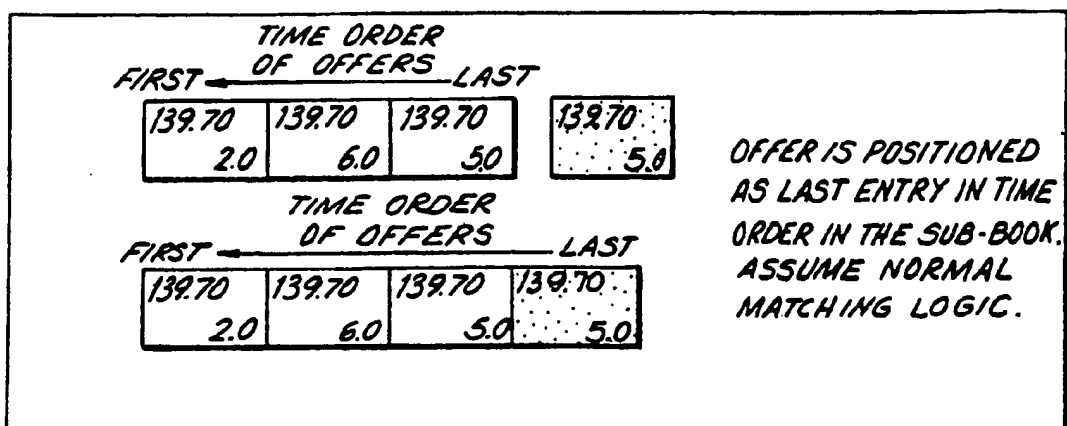 TIME ORDER
OF OFFERS
FIRST LAST
139.70 139.70 139.70 139.70
2.0 6.0 5.0 5.0
TIME ORDER
OF OFFERS
FIRST LAST
139.70 139.70 139.70 139.70
2.0 6.0 5.0 5.0
OFFER IS POSITIONED
AS LAST ENTRY IN TIME
ORDER IN THE SUB-BOOK.
ASSUME NORMAL
MATCHING LOGIC.